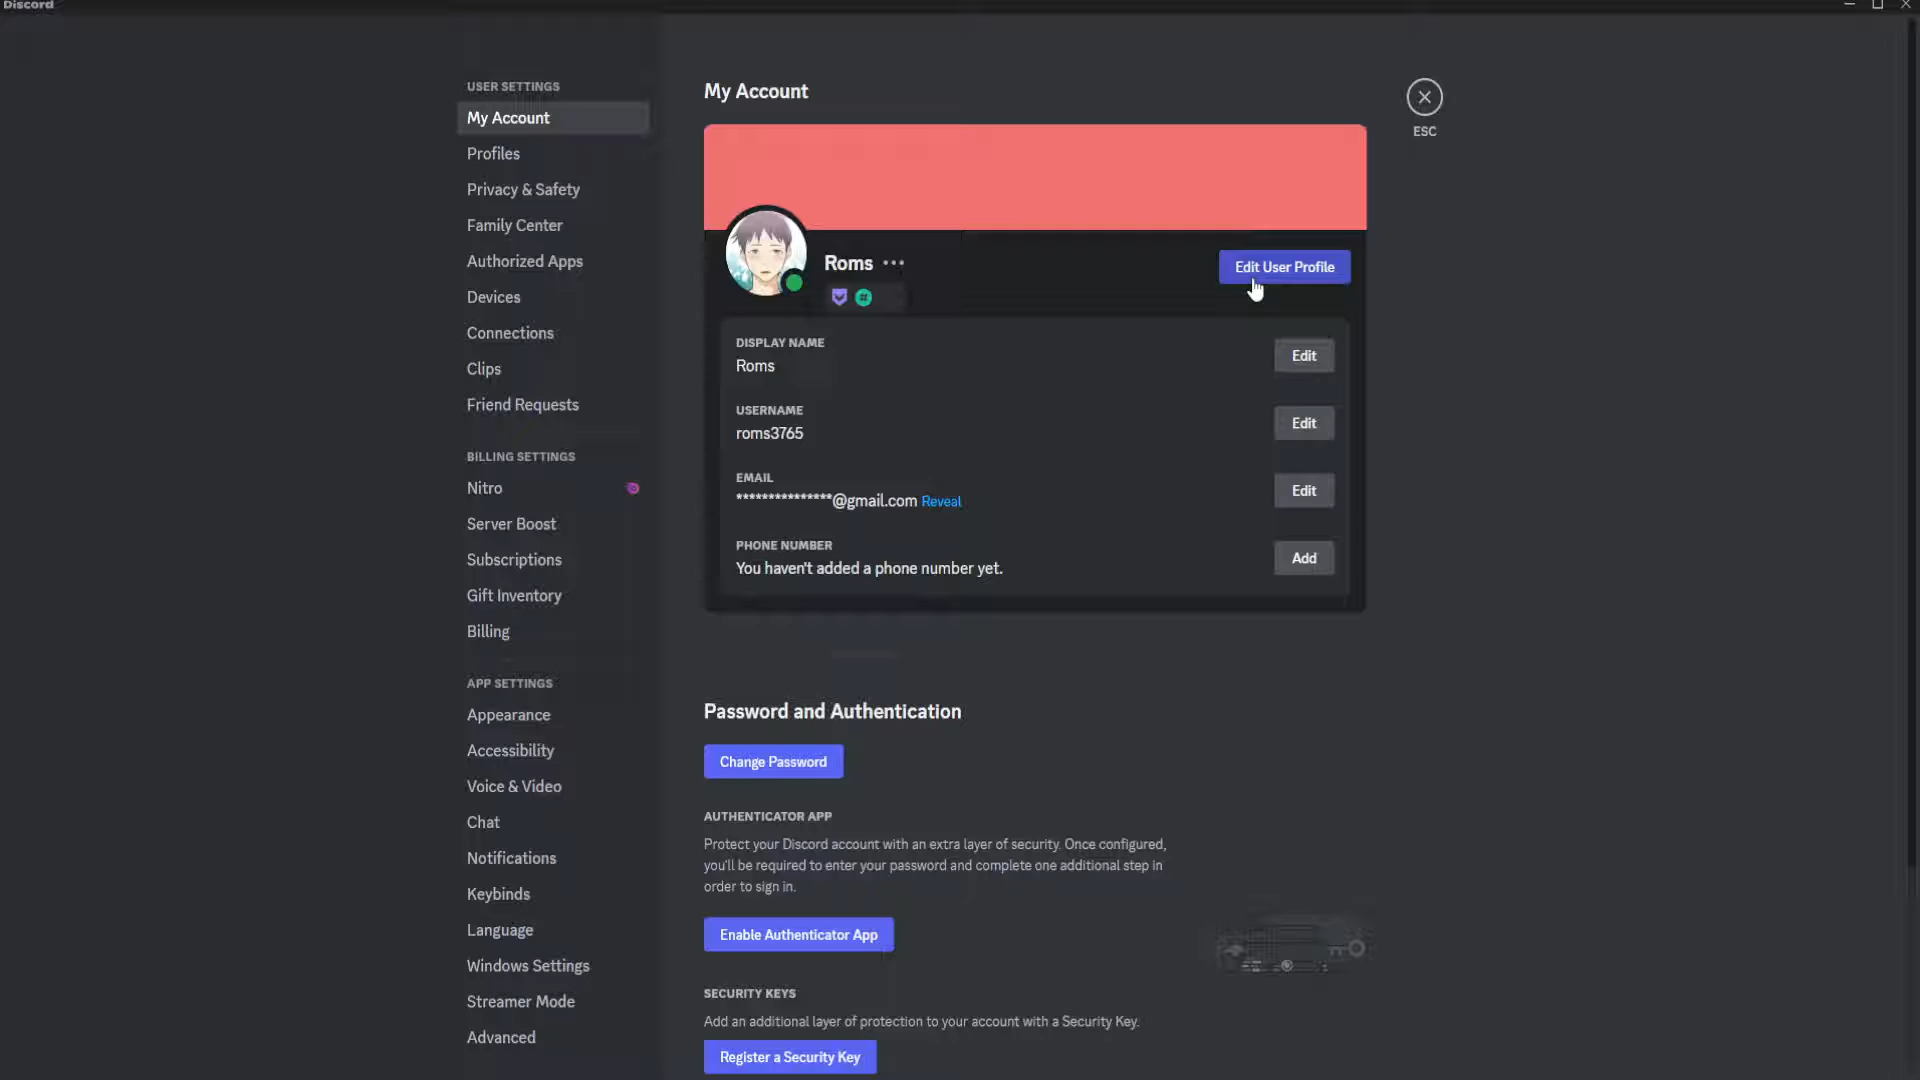 Discord
USER SETTINGS
My Account
Profiles
Privacy & Safety
Family Center
Authorized Apps
Devices
Connections
Clips
Friend Requests
BILLING SETTINGS
Nitro
Server Boost
Subscriptions
Gift Inventory
Billing
APP SETTINGS
Appearance
Accessibility
Voice & Video
Chat
Notifications
Keybinds
Language
Windows Settings
Streamer Mode
Advanced
My Account
ESC
Roms
Edit User Profile
DISPLAY NAME
Roms
Edit
USERNAME
roms3765
Edit
EMAIL
***************@gmail.com Reveal
Edit
PHONE NUMBER
You haven't added a phone number yet.
Add
Password and Authentication
Change Password
AUTHENTICATOR APP
Protect your Discord account with an extra layer of security. Once configured,
you'll be required to enter your password and complete one additional step in
order to sign in.
Enable Authenticator App
SECURITY KEYS
Add an additional layer of protection to your account with a Security Key.
Register a Security Key